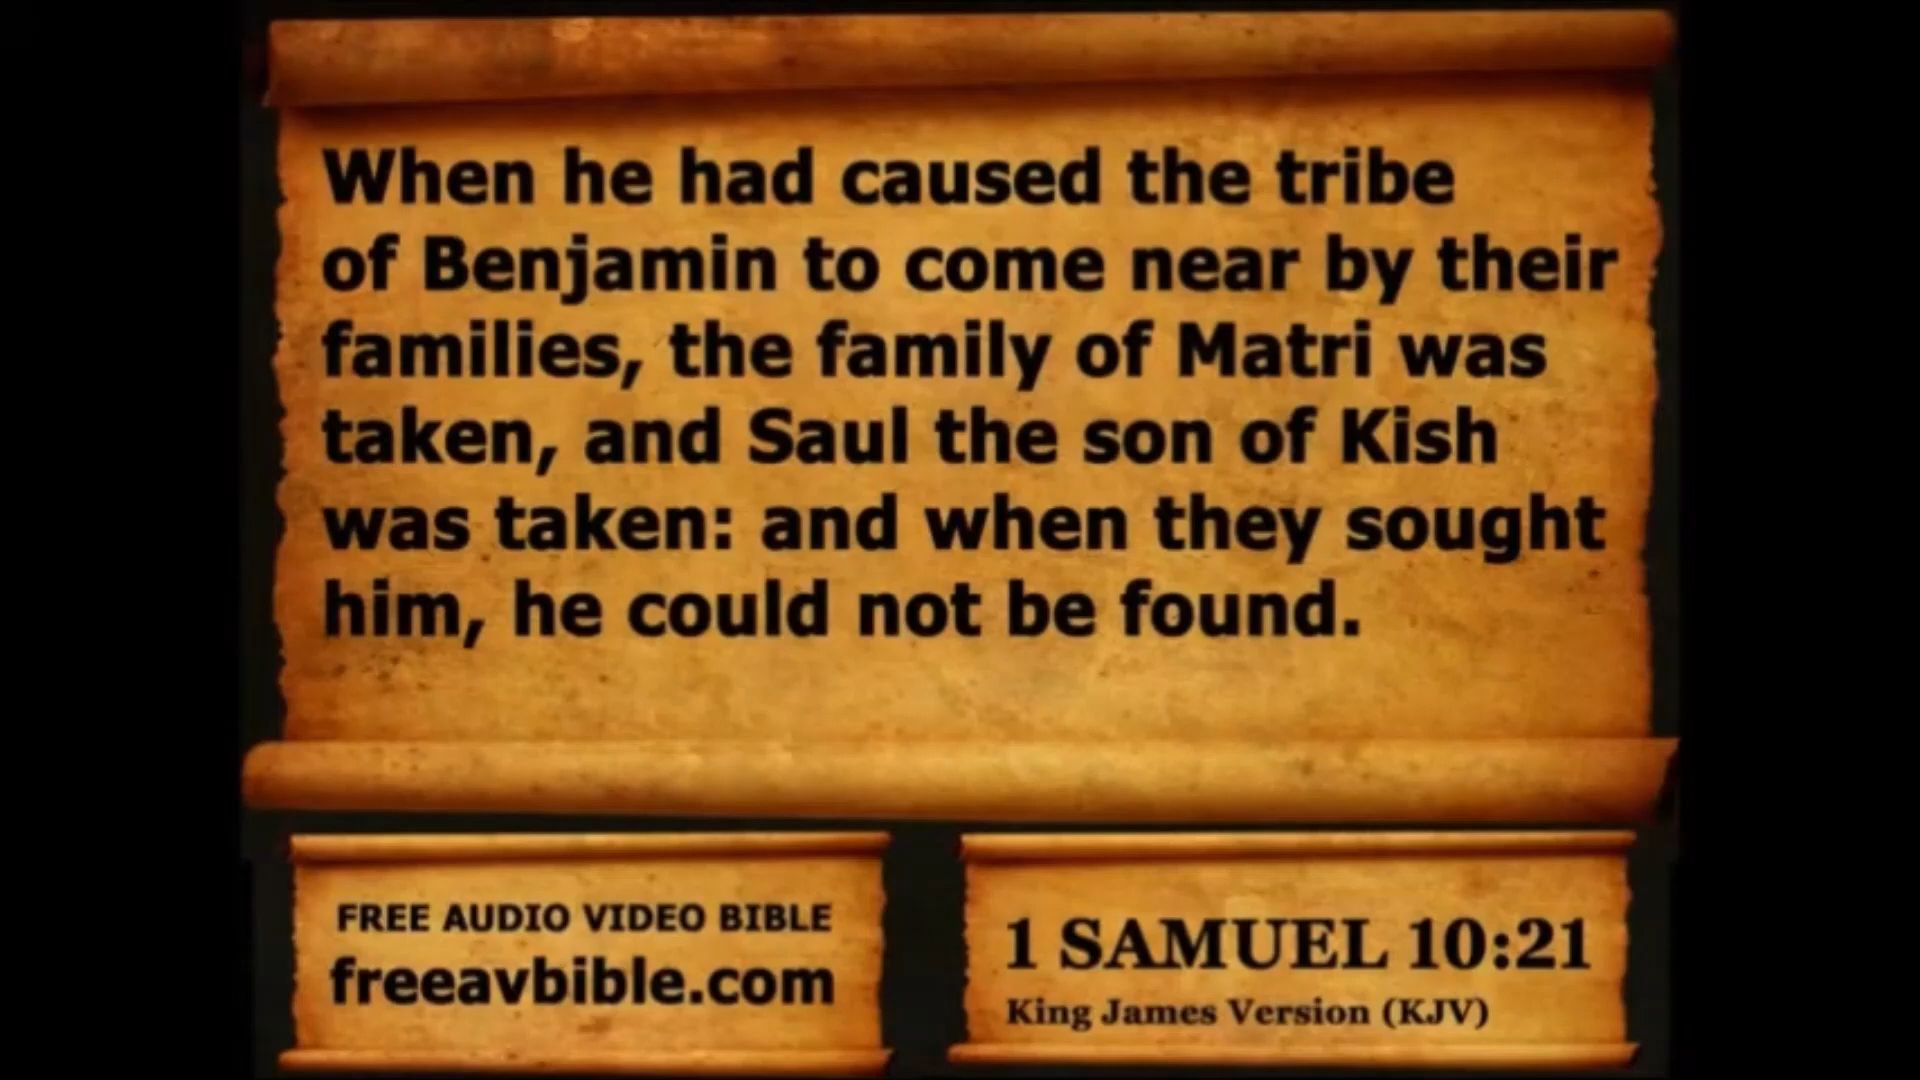 When he had caused the tribe
of Benjamin to come near by their
families, the family of Matri was
taken, and Saul the son of Kish
was taken: and when they sought
him, he could not be found.
FREE AUDIO VIDEO BIBLE
freeavbible.com
1 SAMUEL 10:21
King James Version (KJV)